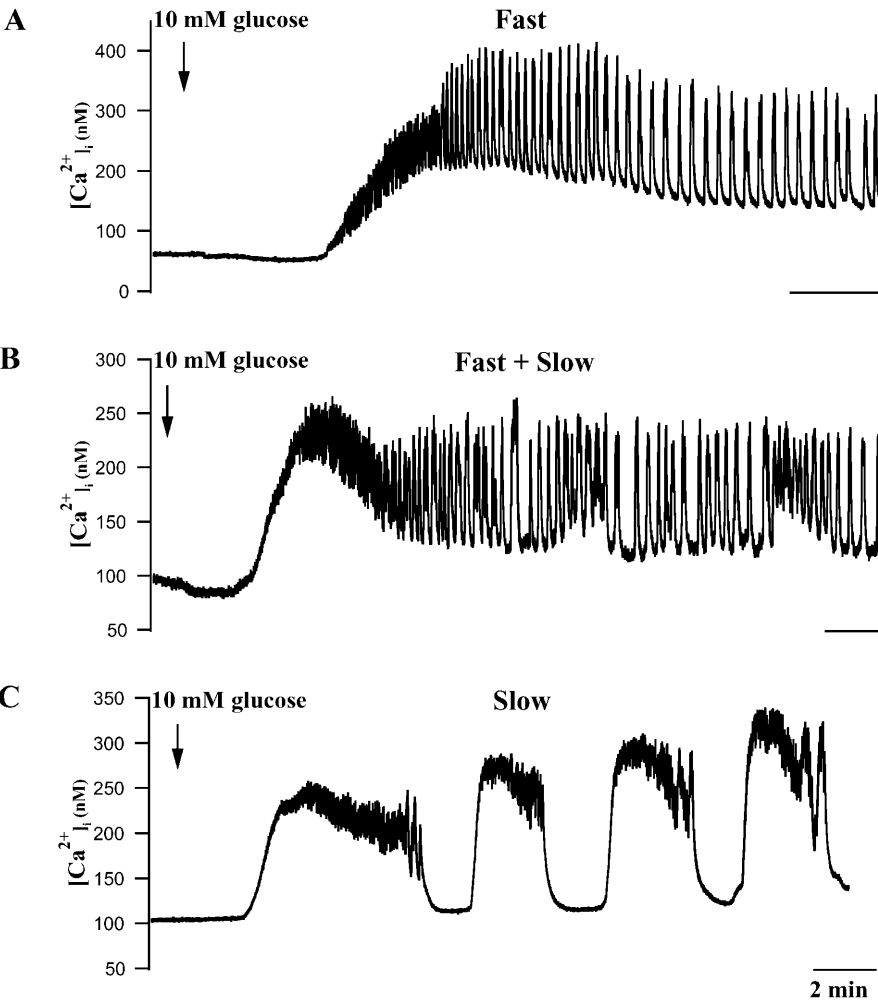 A
10 mM glucose
Fast
400
300
200
100
0
[Ca2+]i (nM)
B
10 mM glucose
Fast + Slow
300
250
200
150
100
50
[Ca2+]i (nM)
C
10 mM glucose
Slow
350
300
250
200
150
100
50
[Ca2+]i (nM)
2 min